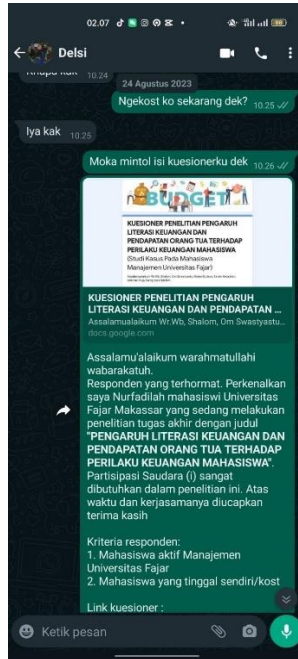 02.07
Delsi
Knapa kak 10.24
24 Agustus 2023
Ngekost ko sekarang dek? 10.25
Iya kak 10.25
Moka mintol isi kuesionerku dek 10.26
BUDGET
KUESIONER PENELITIAN PENGARUH
LITERASI KEUANGAN DAN
PENDAPATAN ORANG TUA TERHADAP
PERILAKU KEUANGAN MAHASISWA
(Studi Kasus Pada Mahasiswa
Manajemen Universitas Fajar)
KUESIONER PENELITIAN PENGARUH
LITERASI KEUANGAN DAN PENDAPATAN ...
Assalamualaikum Wr.Wb, Shalom, Om Swastyastu...
docs.google.com
Assalamu'alaikum warahmatullahi
wabarakatuh.
Responden yang terhormat. Perkenalkan
saya Nurfadilah mahasiswi Universitas
Fajar Makassar yang sedang melakukan
penelitian tugas akhir dengan judul
"PENGARUH LITERASI KEUANGAN DAN
PENDAPATAN ORANG TUA TERHADAP
PERILAKU KEUANGAN MAHASISWA".
Partisipasi Saudara (i) sangat
dibutuhkan dalam penelitian ini. Atas
waktu dan kerjasamanya diucapkan
terima kasih
Kriteria responden:
1. Mahasiswa aktif Manajemen
Universitas Fajar
2. Mahasiswa yang tinggal sendiri/kost
Link kuesioner :
Ketik pesan